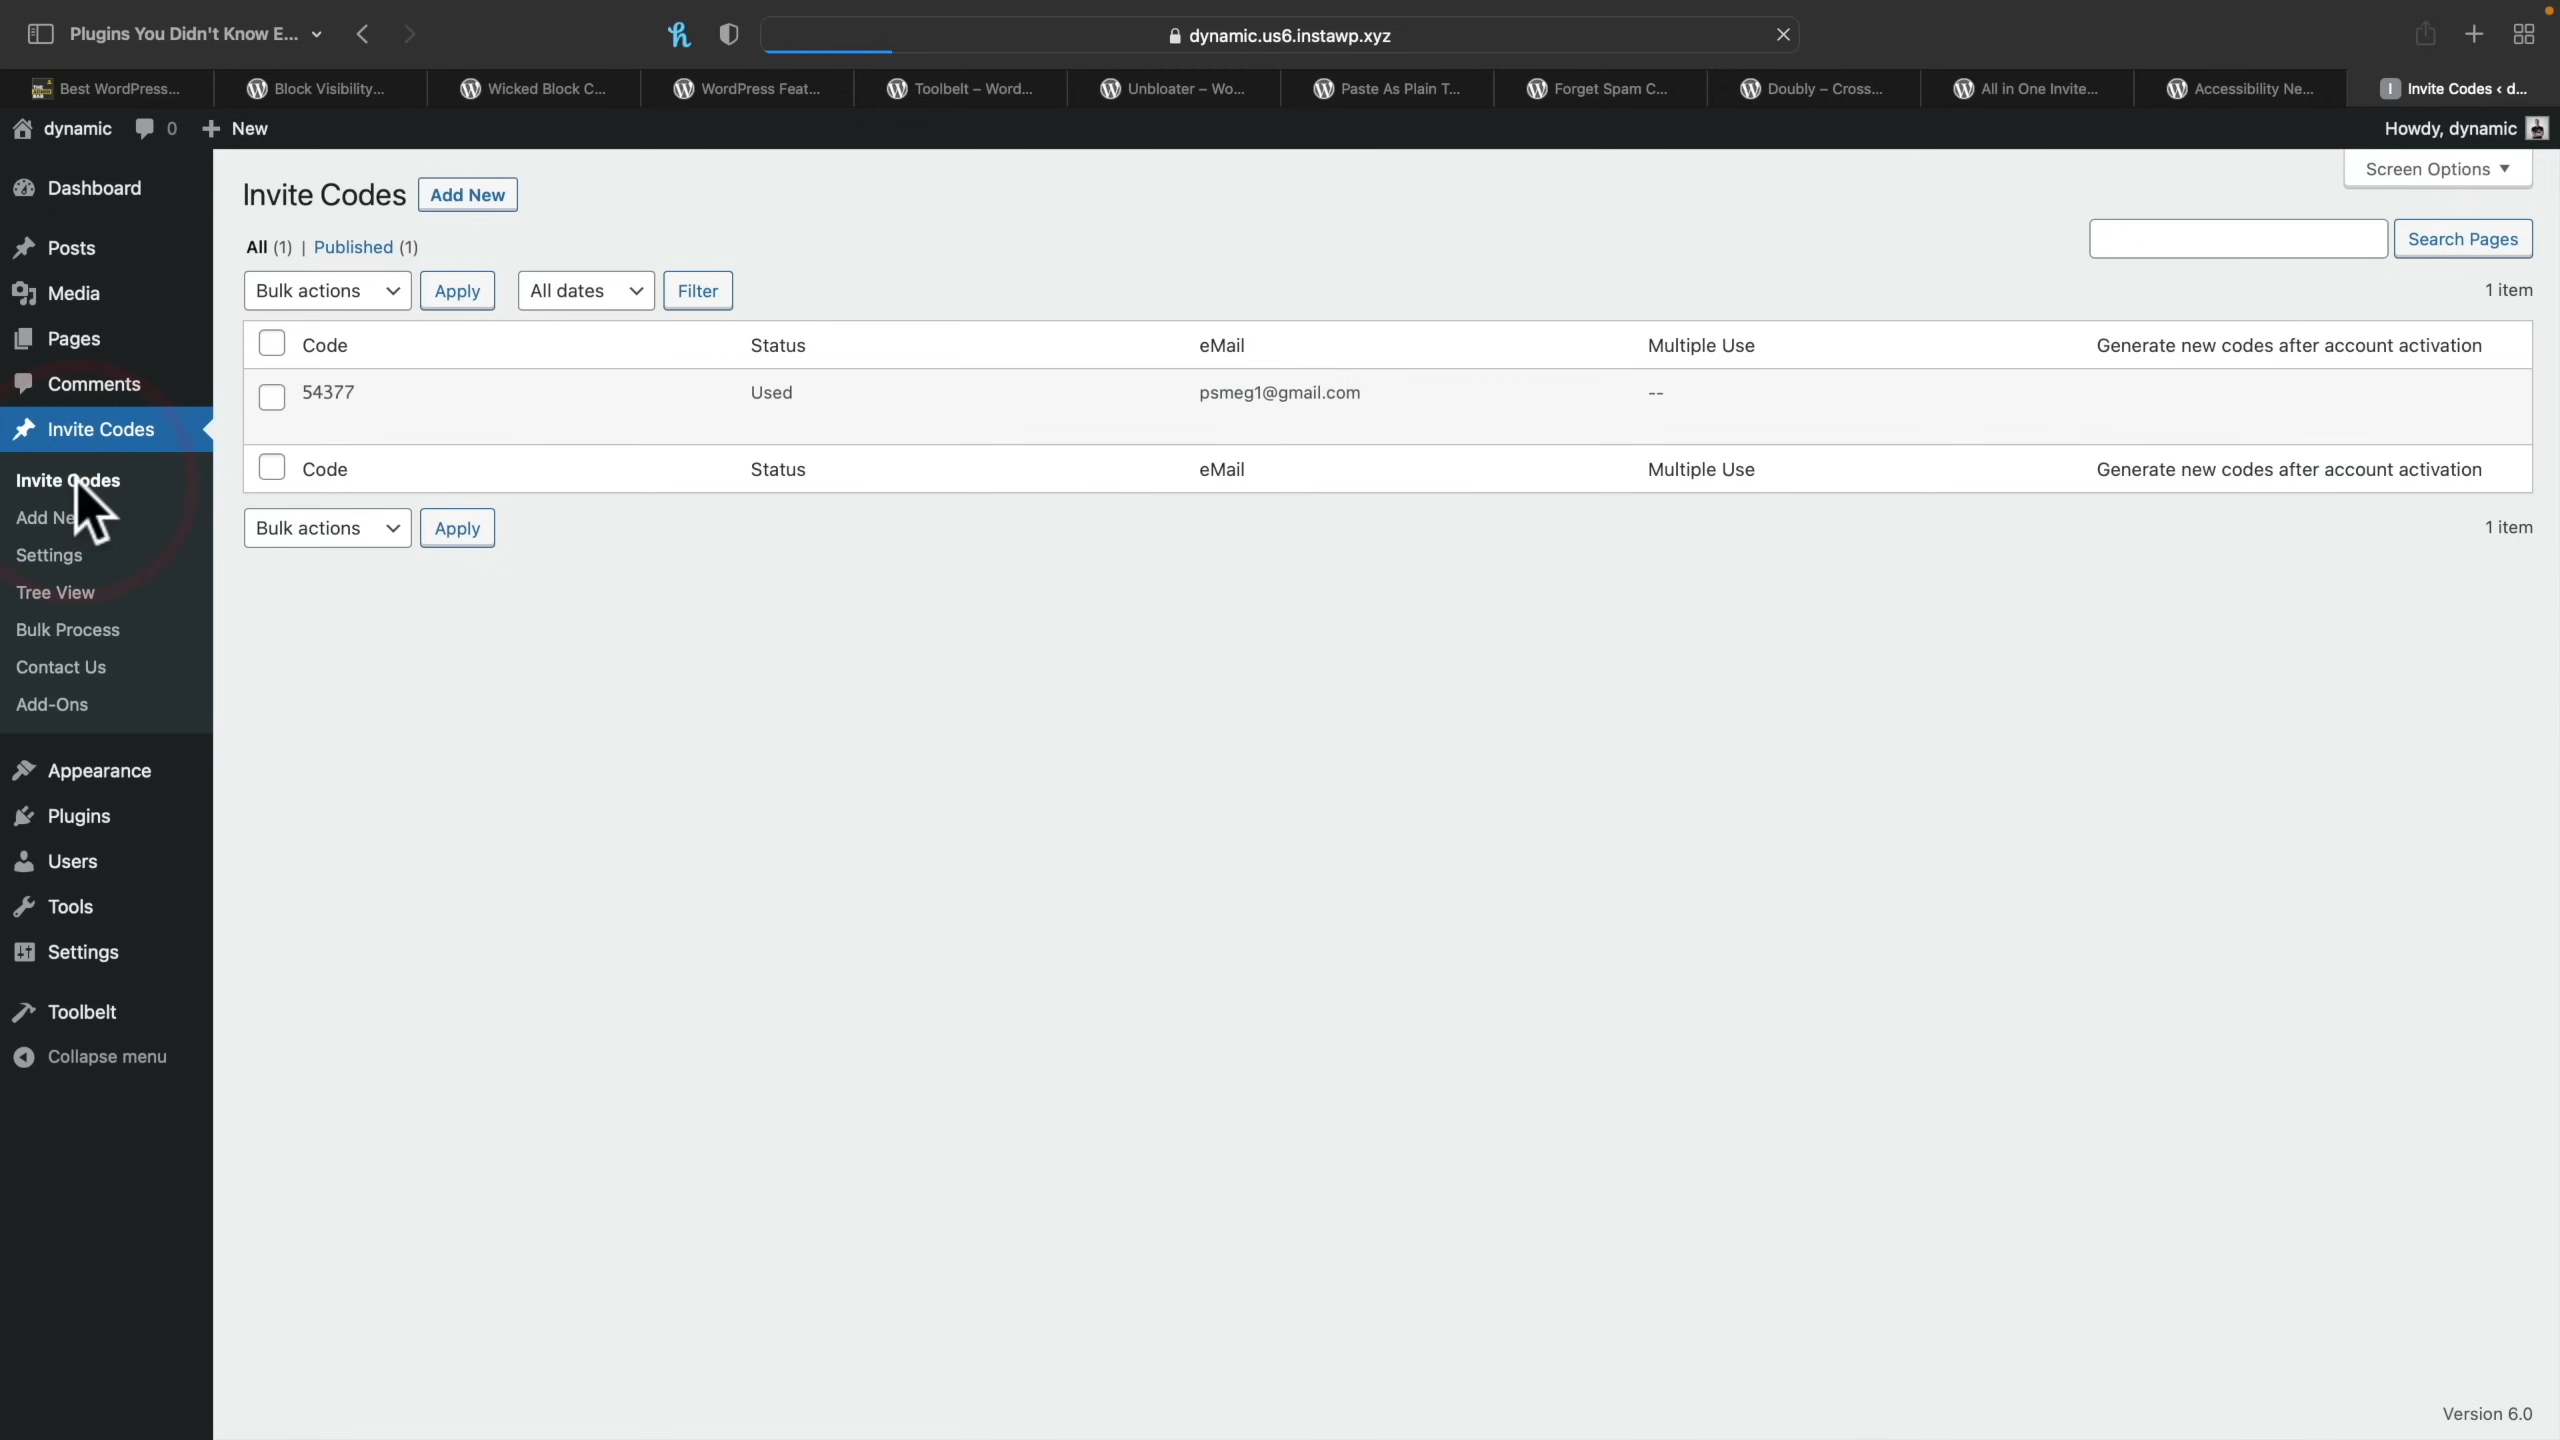 Plugins You Didn't Know E...
dynamic.us6.instawp.xyz
Best WordPress...
Block Visibility...
Wicked Block C...
WordPress Feat...
Toolbelt – Word...
Unbloater – Wo...
Paste As Plain T...
Forget Spam C...
Doubly – Cross...
All in One Invite...
Accessibility Ne...
Invite Codes ‹ d...
dynamic 0 New
Howdy, dynamic
Screen Options
Dashboard
Posts
Media
Pages
Comments
Invite Codes
Invite Codes
Add Ne
Settings
Tree View
Bulk Process
Contact Us
Add-Ons
Appearance
Plugins
Users
Tools
Settings
Toolbelt
Collapse menu
Invite Codes Add New
All (1) | Published (1)
Search Pages
Bulk actions Apply All dates Filter
1 item
Code Status eMail Multiple Use Generate new codes after account activation
54377 Used psmeg1@gmail.com --
Code Status eMail Multiple Use Generate new codes after account activation
Bulk actions Apply
1 item
Version 6.0